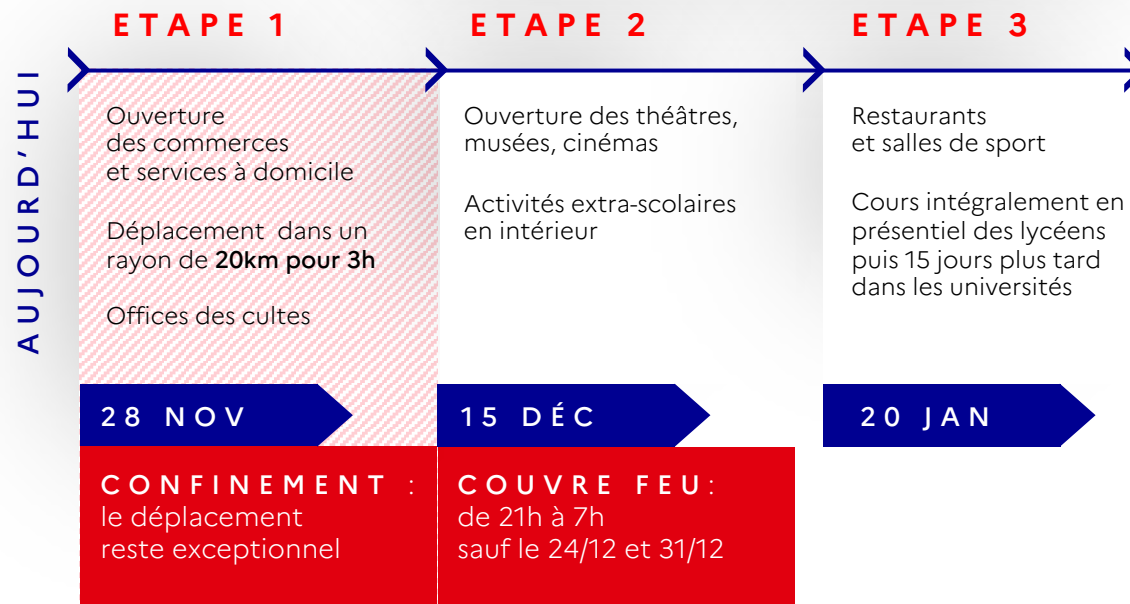 AUJOURD'HUI
ETAPE 1
Ouverture
des commerces
et services à domicile
Déplacement dans un
rayon de 20km pour 3h
Offices des cultes
28 NOV
CONFINEMENT :
le déplacement
reste exceptionnel
ETAPE 2
Ouverture des théâtres,
musées, cinémas
Activités extra-scolaires
en intérieur
15 DÉC
COUVRE FEU:
de 21h à 7h
sauf le 24/12 et 31/12
ETAPE 3
Restaurants
et salles de sport
Cours intégralement en
présentiel des lycéens
puis 15 jours plus tard
dans les universités
20 JAN